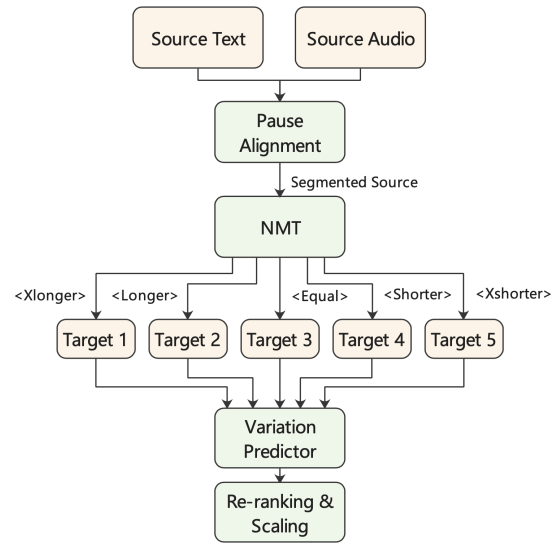 Source Text
Source Audio
Pause
Alignment
Segmented Source
NMT
<Xlonger>
<Longer>
<Equal>
<Shorter>
<Xshorter>
Target 1
Target 2
Target 3
Target 4
Target 5
Variation
Predictor
Re-ranking &
Scaling